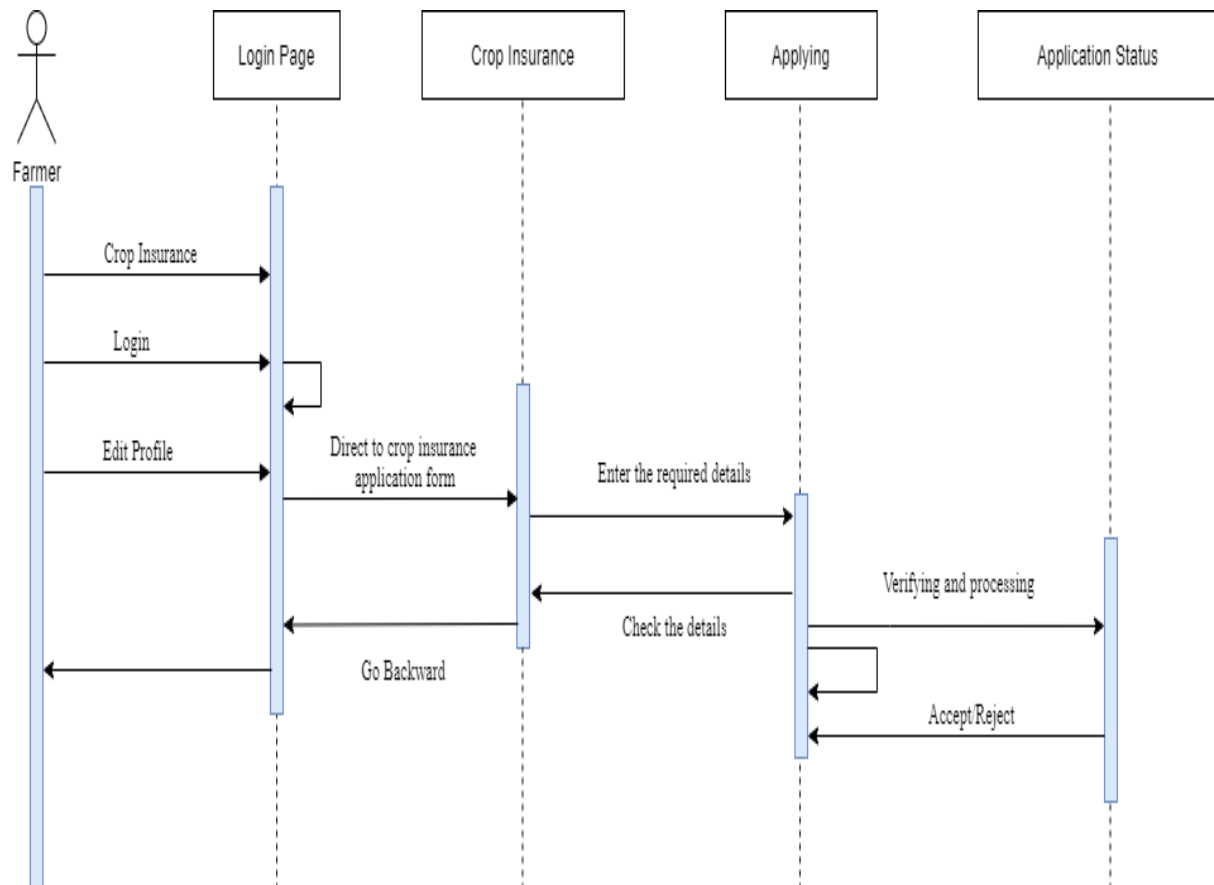 Login Page
Crop Insurance
Applying
Application Status
Farmer
Crop Insurance
Login
Edit Profile
Direct to crop insurance
application form
Enter the required details
Verifying and processing
Check the details
Go Backward
Accept/Reject